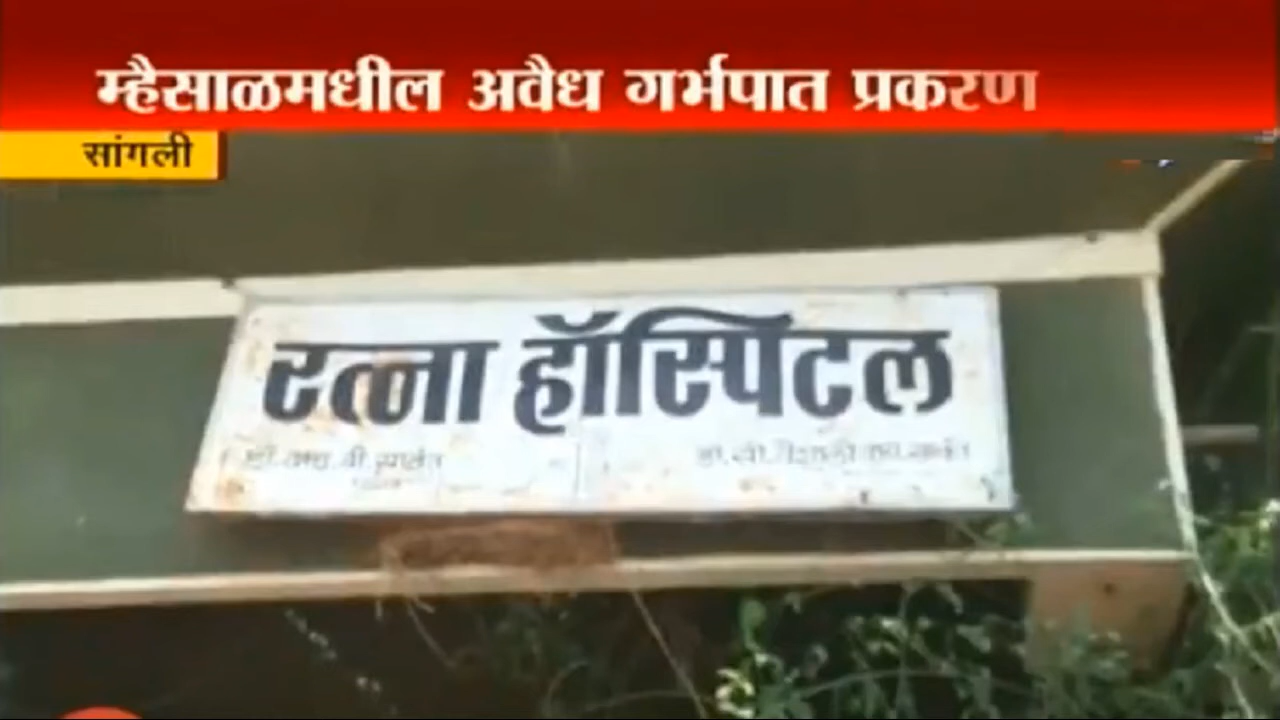 म्हैसाळमधील अवैध गर्भपात प्रकरण
सांगली
रत्ना हॉस्पिटल